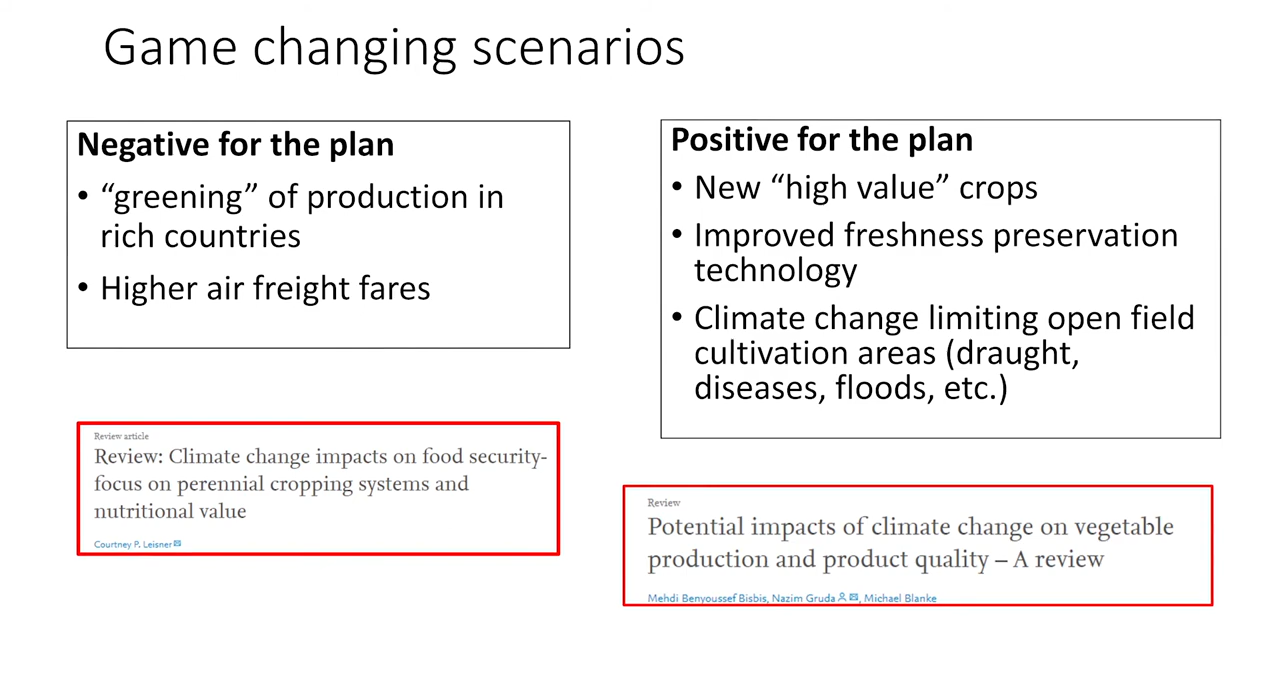 Game changing scenarios
Negative for the plan
• “greening” of production in
rich countries
• Higher air freight fares
Positive for the plan
• New “high value” crops
• Improved freshness preservation
technology
• Climate change limiting open field
cultivation areas (draught,
diseases, floods, etc.)
Review article
Review: Climate change impacts on food security-
focus on perennial cropping systems and
nutritional value
Courtney P. Leisner
Review
Potential impacts of climate change on vegetable
production and product quality – A review
Mehdi Benyoussef Bisbis, Nazim Gruda, Michael Blanke